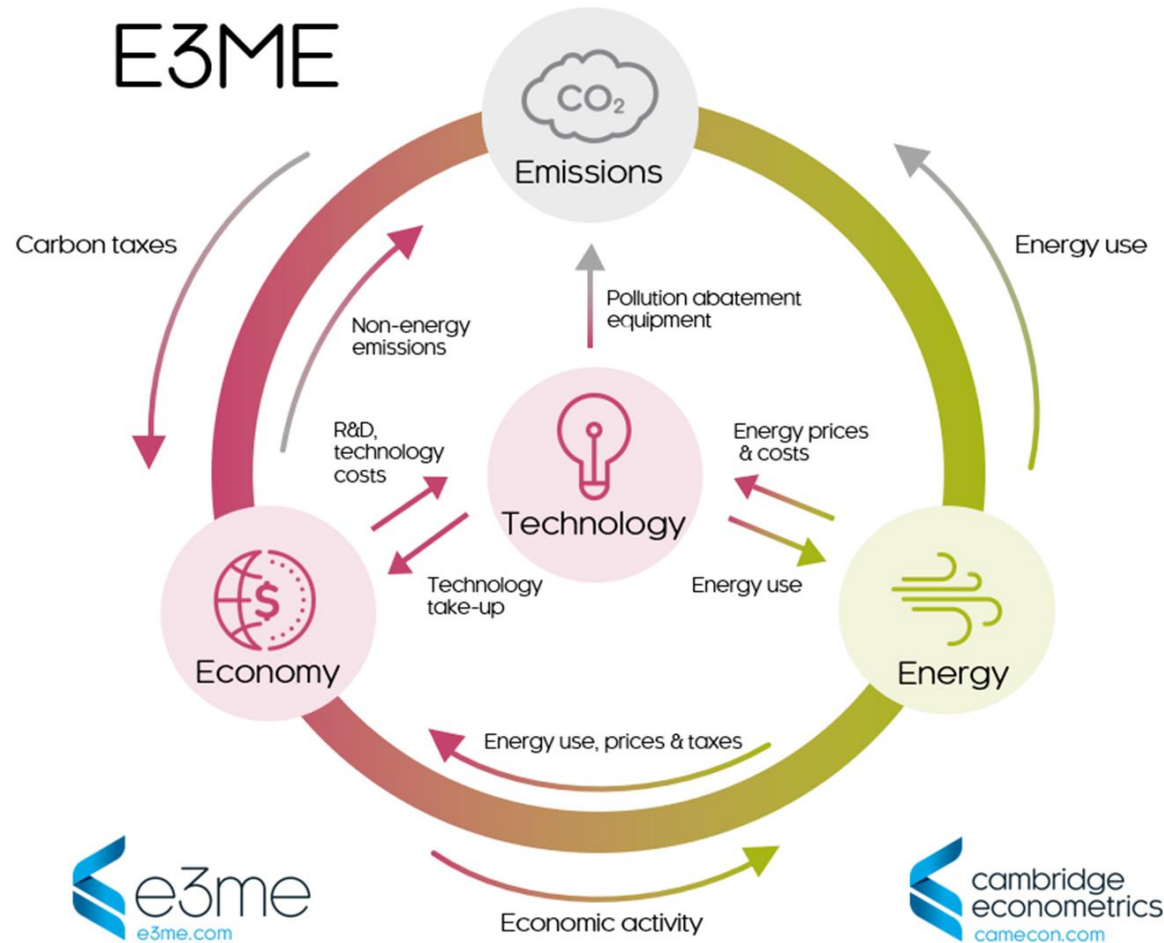 E3ME
CO₂
Emissions
Carbon taxes
Energy use
Non-energy
emissions
Pollution abatement
equipment
R&D,
technology
costs
Energy prices
& costs
Technology
Technology
take-up
Energy use
$
Economy
Energy
Energy use, prices & taxes
Economic activity
e3me
e3me.com
cambridge
econometrics
camecon.com